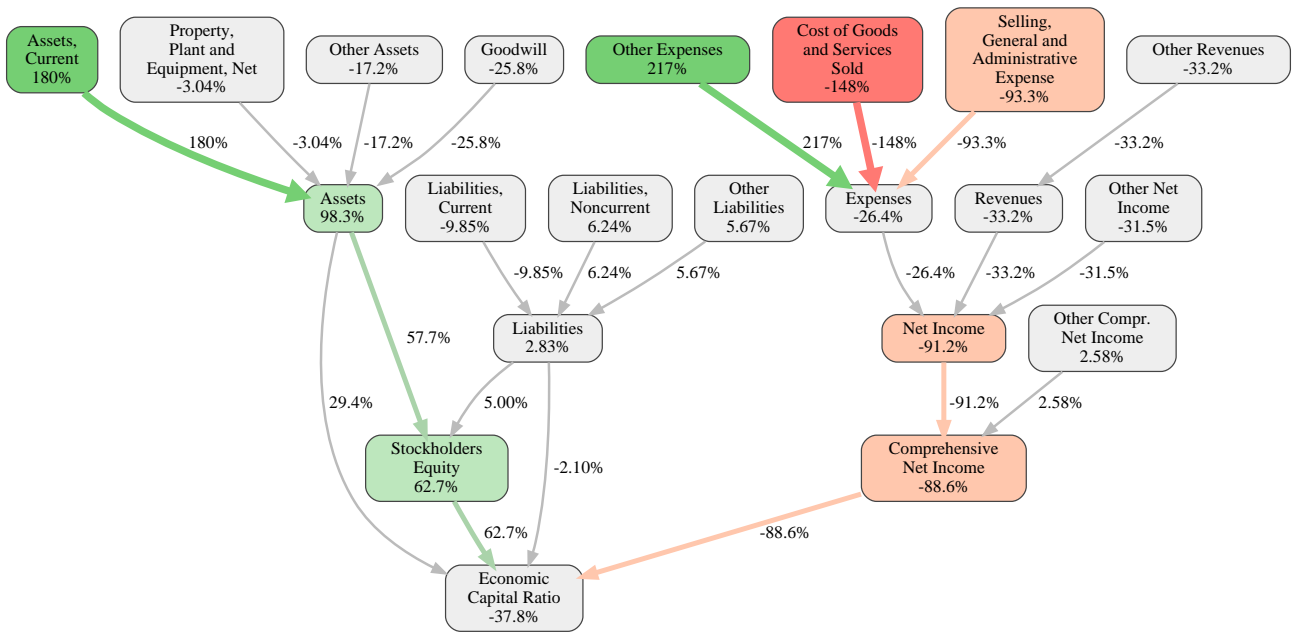 Assets,
Current
180%
Property,
Plant and
Equipment, Net
-3.04%
Other Assets
-17.2%
Goodwill
-25.8%
Other Expenses
217%
Cost of Goods
and Services
Sold
-148%
Selling,
General and
Administrative
Expense
-93.3%
Other Revenues
-33.2%
180%
-3.04%
-17.2%
-25.8%
217%
-148%
-93.3%
-33.2%
Assets
98.3%
Liabilities,
Current
-9.85%
Liabilities,
Noncurrent
6.24%
Other
Liabilities
5.67%
Expenses
-26.4%
Revenues
-33.2%
Other Net
Income
-31.5%
-9.85%
6.24%
5.67%
-26.4%
-33.2%
-31.5%
57.7%
Liabilities
2.83%
Net Income
-91.2%
Other Compr.
Net Income
2.58%
29.4%
5.00%
-91.2%
2.58%
Stockholders
Equity
62.7%
-2.10%
Comprehensive
Net Income
-88.6%
62.7%
-88.6%
Economic
Capital Ratio
-37.8%